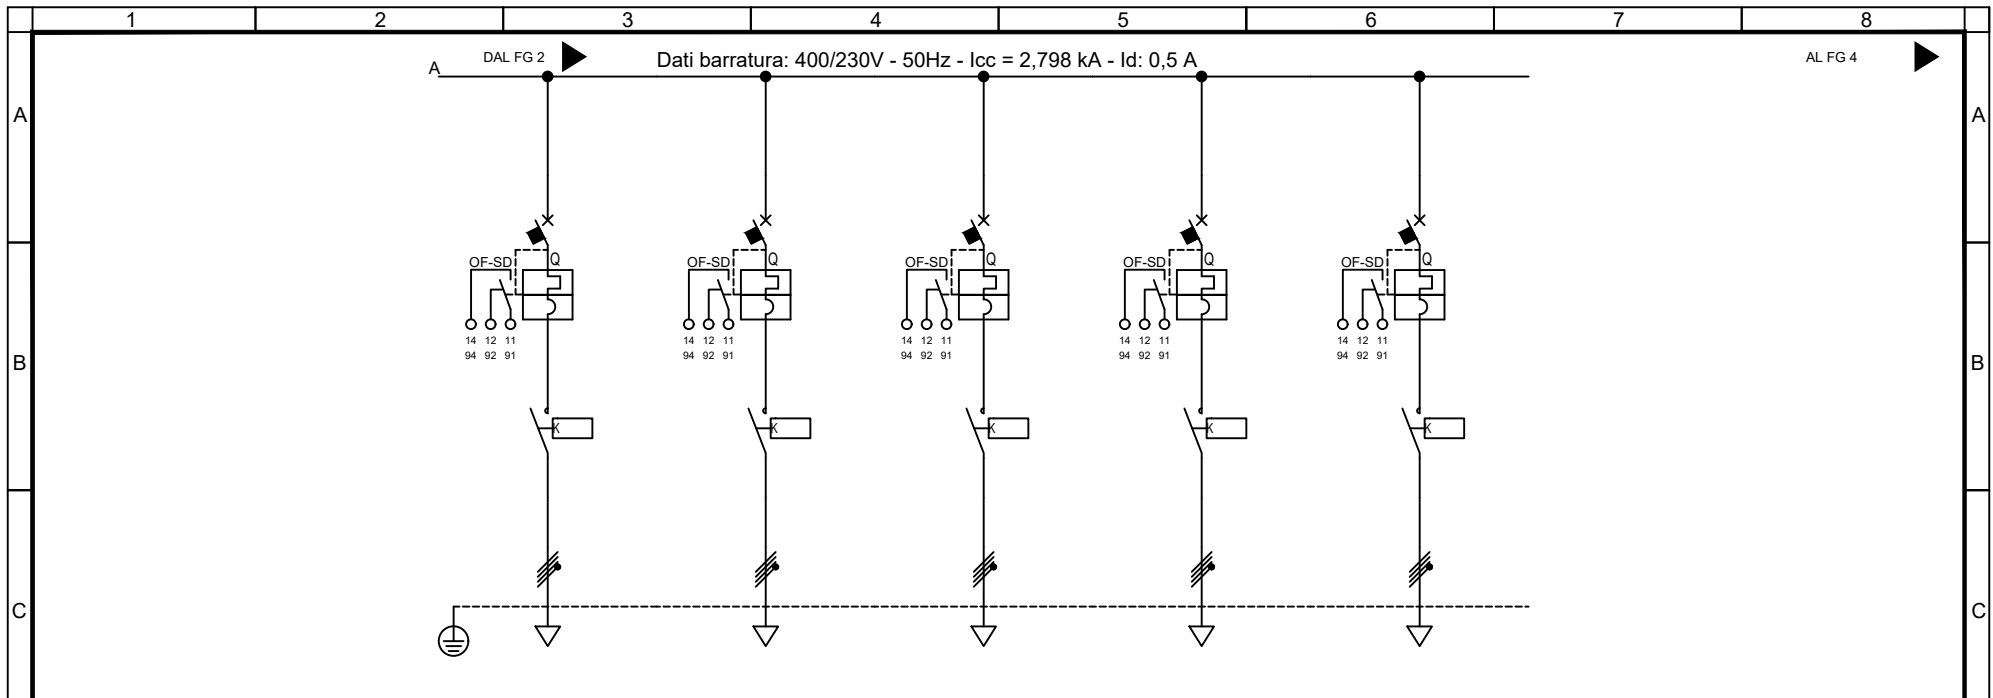 1 2 3 4 5 6 7 8
DAL FG 2 Dati barratura: 400/230V - 50Hz - Icc = 2,798 kA - Id: 0,5 A AL FG 4
A
A A
OF-SD Q OF-SD Q OF-SD Q OF-SD Q OF-SD Q
14 12 11 14 12 11 14 12 11 14 12 11 14 12 11
94 92 91 94 92 91 94 92 91 94 92 91 94 92 91
B B
K K K K K
C C